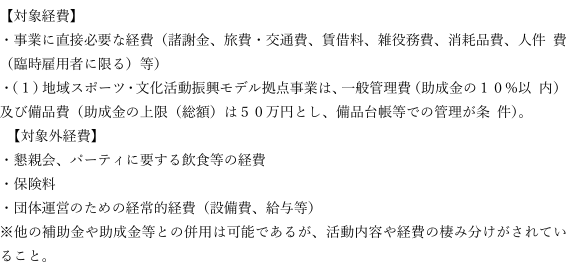 【対象経費】
・事業に直接必要な経費（諸謝金、旅費・交通費、賃借料、雑役務費、消耗品費、人件 費
（臨時雇用者に限る）等）
・（１）地域スポーツ・文化活動振興モデル拠点事業は、一般管理費（助成金の１０％以 内）
及び備品費（助成金の上限（総額）は５０万円とし、備品台帳等での管理が条 件）。
【対象外経費】
・懇親会、パーティに要する飲食等の経費
・保険料
・団体運営のための経常的経費（設備費、給与等）
※他の補助金や助成金等との併用は可能であるが、活動内容や経費の棲み分けがされてい
ること。